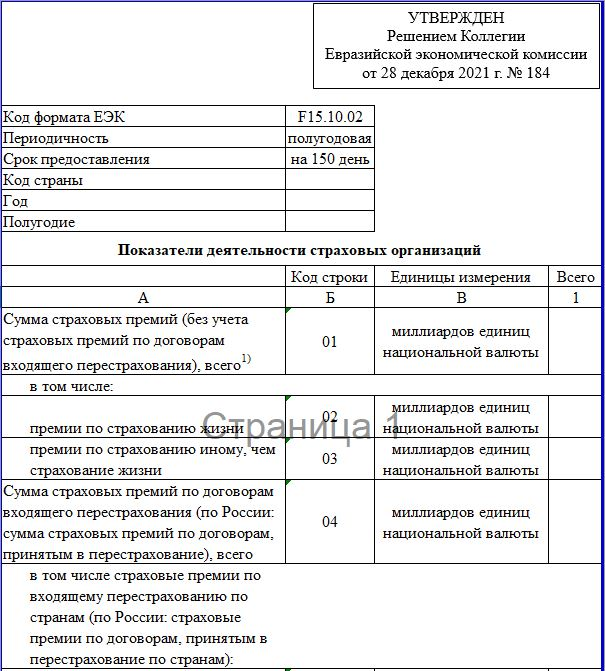 УТВЕРЖДЕН
Решением Коллегии
Евразийской экономической комиссии
от 28 декабря 2021 г. № 184
Код формата ЕЭК F15.10.02
Периодичность полугодовая
Срок предоставления на 150 день
Код страны
Год
Полугодие
Показатели деятельности страховых организаций
Код строки Единицы измерения Всего
А Б В 1
Сумма страховых премий (без учета
страховых премий по договорам
входящего перестрахования), всего1)
01
миллиардов единиц
национальной валюты
в том числе:
премии по страхованию жизни
02
миллиардов единиц
национальной валюты
Страница 1
премии по страхованию иному, чем
страхование жизни
03
миллиардов единиц
национальной валюты
Сумма страховых премий по договорам
входящего перестрахования (по России:
сумма страховых премий по договорам,
принятым в перестрахование), всего
04
миллиардов единиц
национальной валюты
в том числе страховые премии по
входящему перестрахованию по
странам (по России: страховые
премии по договорам, принятым в
перестрахование по странам):